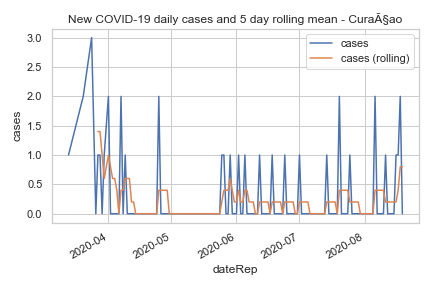 New COVID-19 daily cases and 5 day rolling mean - CuraÃ§ao
cases
cases (rolling)
3.0
2.5
2.0
1.5
1.0
0.5
0.0
cases
2020-04
2020-05
2020-06
2020-07
2020-08
dateRep